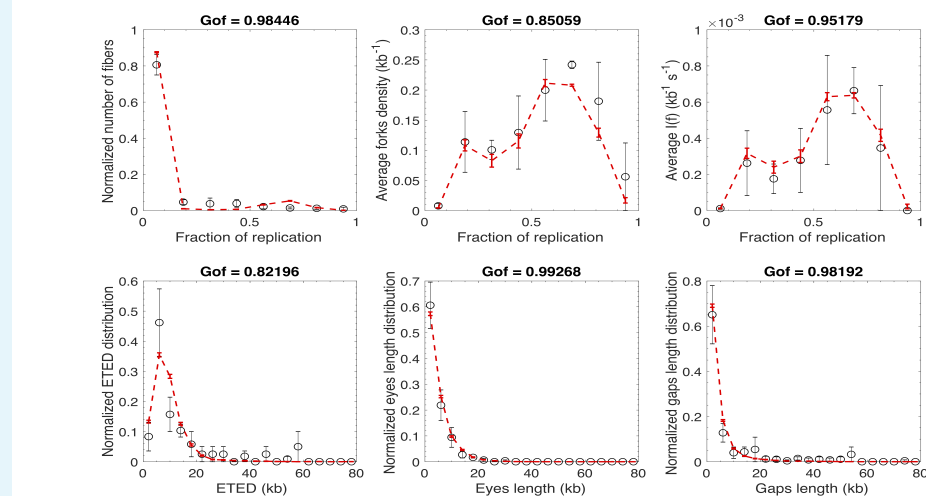 Gof = 0.98446
Normalized number of fibers
1
0.8
0.6
0.4
0.2
0
0 0.5 1
Fraction of replication
Gof = 0.85059
Average forks density (kb-1)
0.3
0.25
0.2
0.15
0.1
0.05
0
0 0.5 1
Fraction of replication
Gof = 0.95179
×10-3
Average I(f) (kb-1 s-1)
1
0.8
0.6
0.4
0.2
0
0 0.5 1
Fraction of replication
Gof = 0.82196
Normalized ETED distribution
0.6
0.5
0.4
0.3
0.2
0.1
0
0 20 40 60 80
ETED (kb)
Gof = 0.99268
Normalized eyes length distribution
0.7
0.6
0.5
0.4
0.3
0.2
0.1
0
0 20 40 60 80
Eyes length (kb)
Gof = 0.98192
Normalized gaps length distribution
0.8
0.6
0.4
0.2
0
0 20 40 60 80
Gaps length (kb)